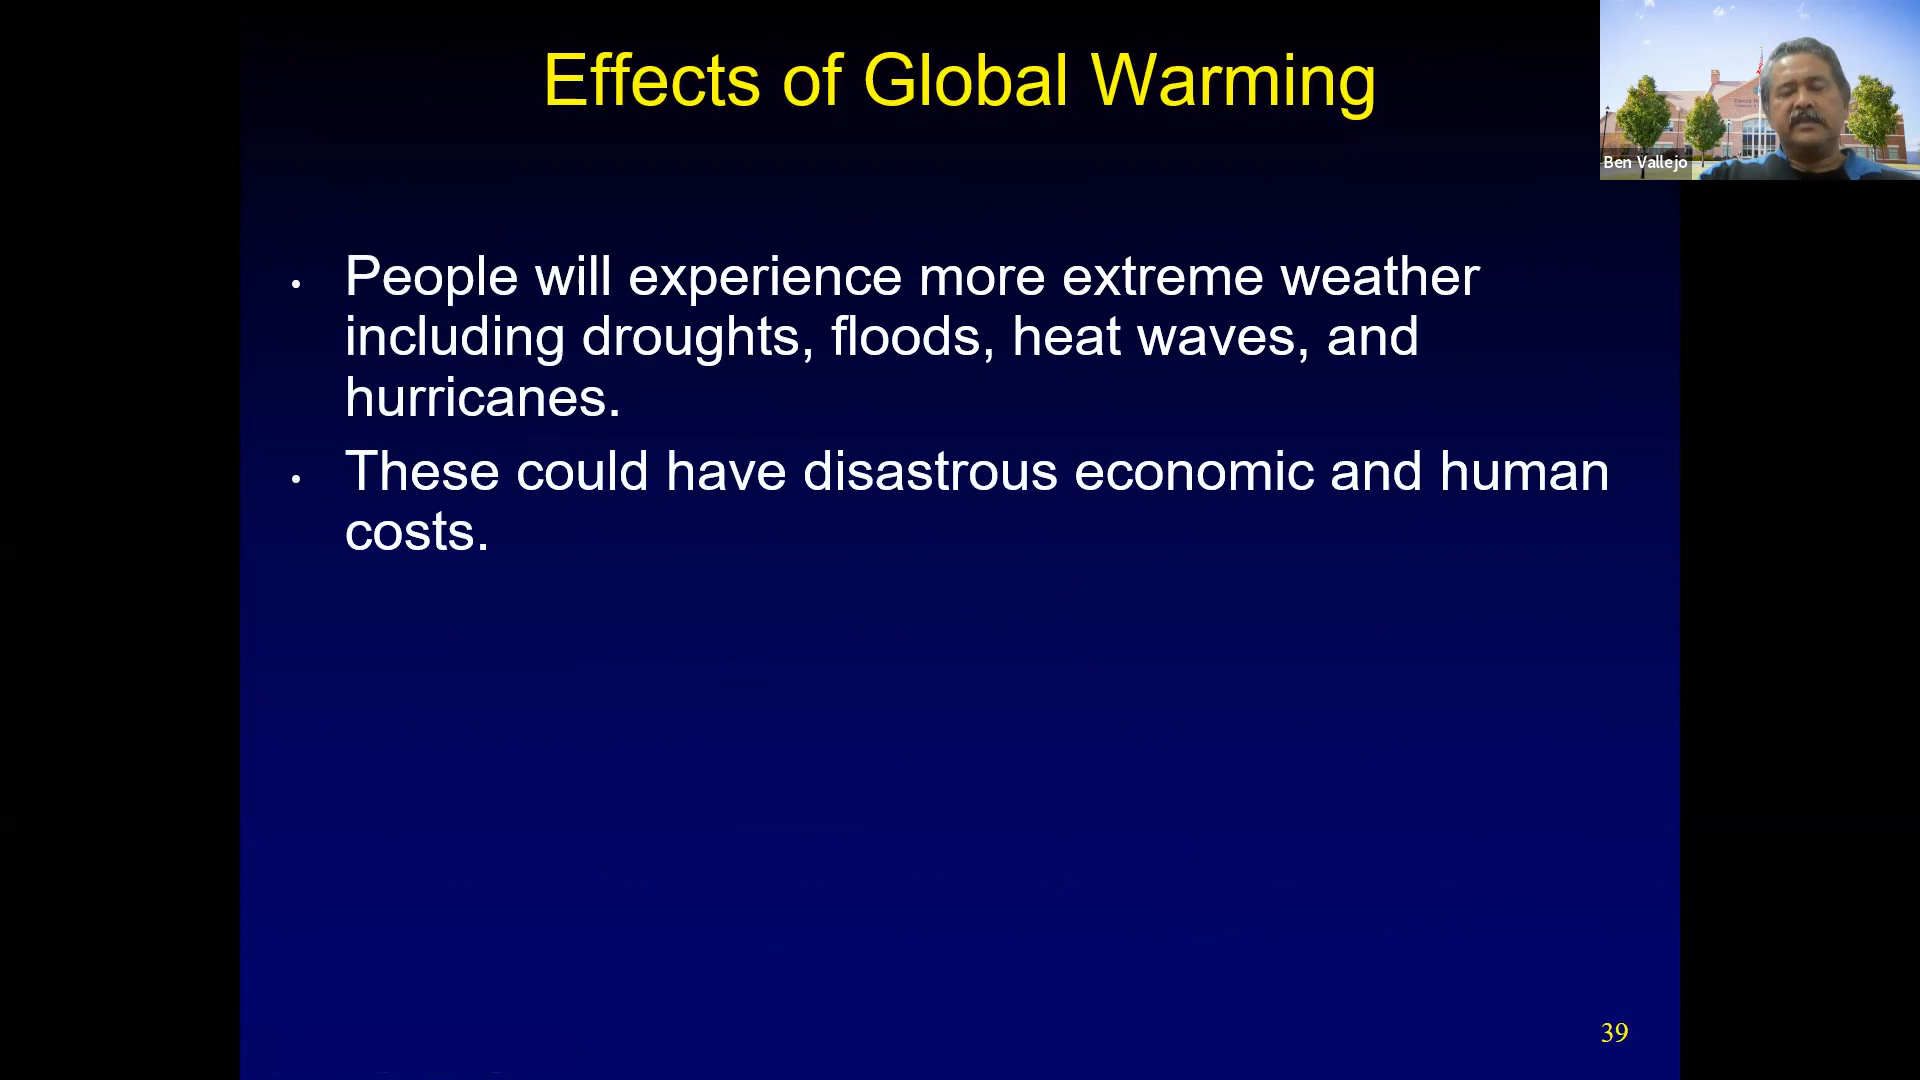 Effects of Global Warming
Ben Vallejo
• People will experience more extreme weather
including droughts, floods, heat waves, and
hurricanes.
• These could have disastrous economic and human
costs.
39